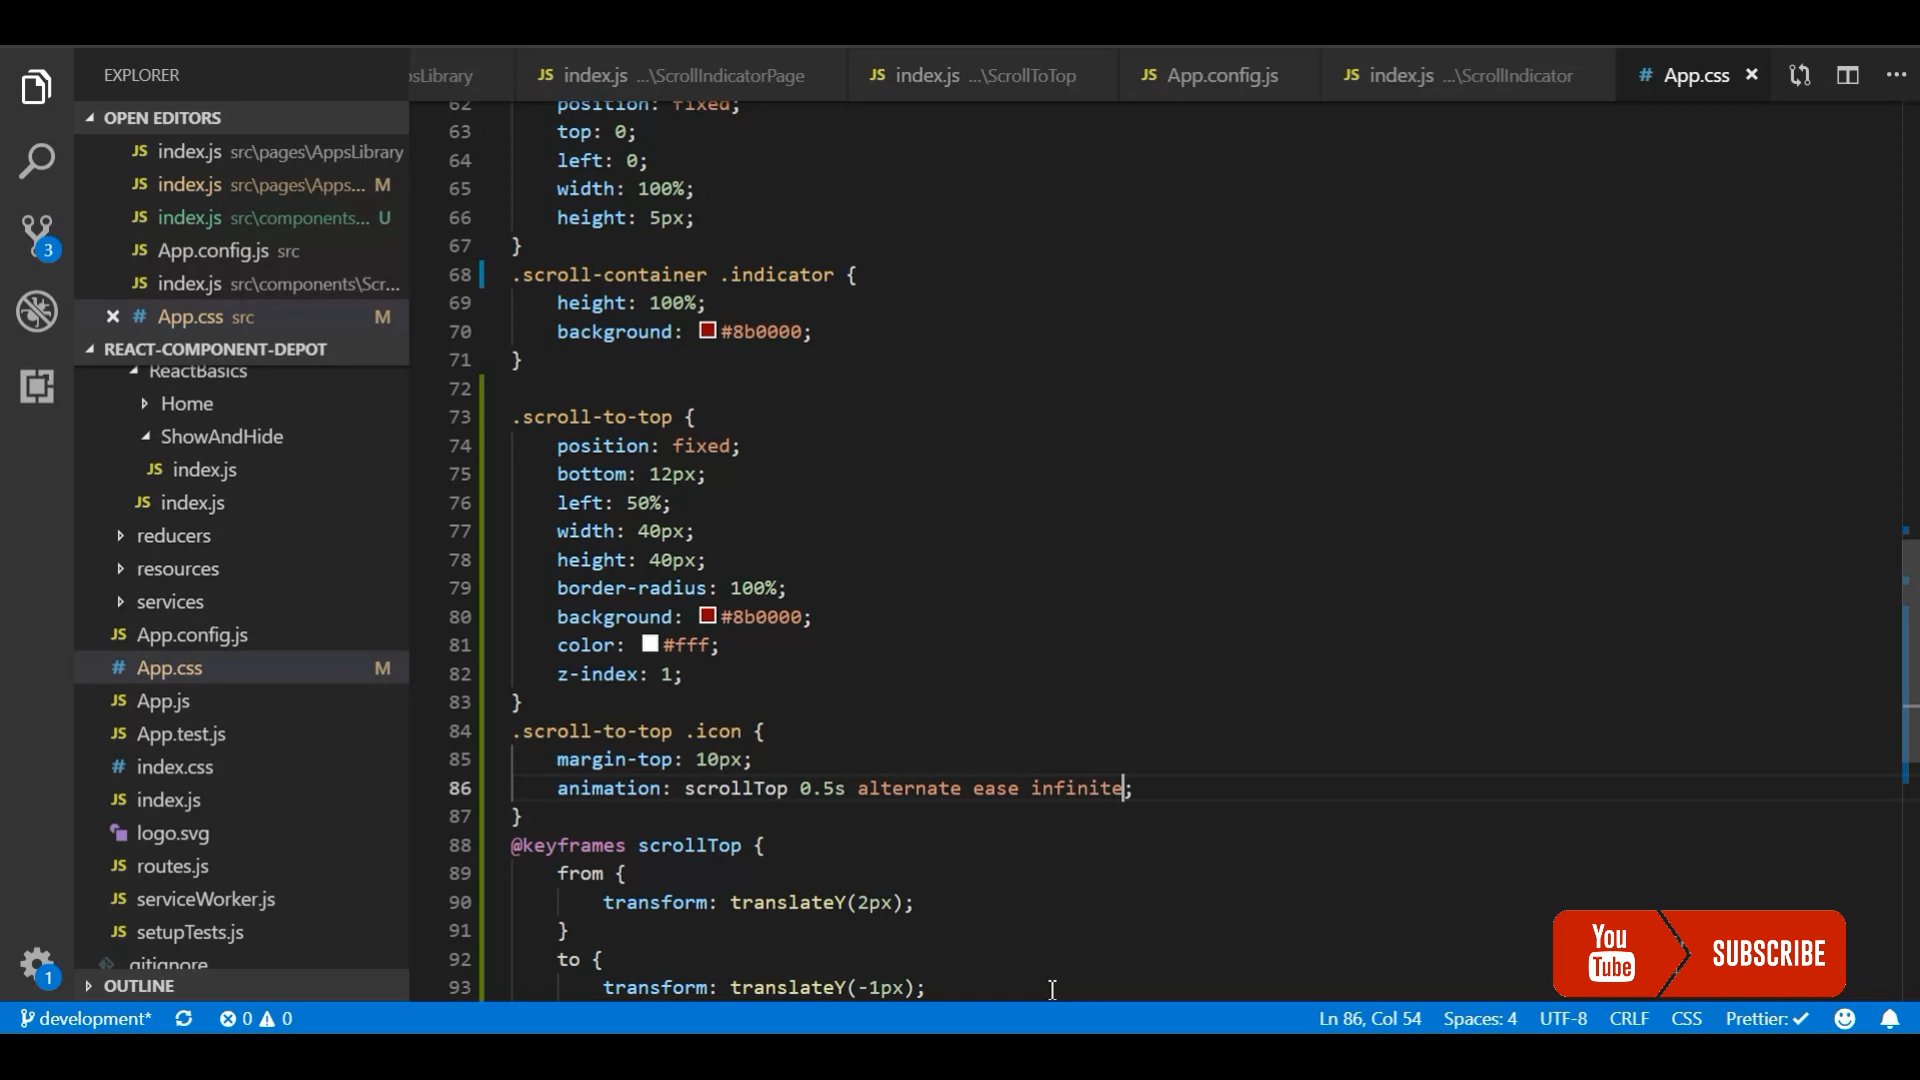 EXPLORER
OPEN EDITORS
JS index.js src\pages\AppsLibrary
JS index.js src\pages\Apps... M
JS index.js src\components... U
JS App.config.js src
JS index.js src\components\Scr...
# App.css src M
REACT-COMPONENT-DEPOT
ReactBasics
Home
ShowAndHide
JS index.js
JS index.js
reducers
resources
services
JS App.config.js
# App.css M
JS App.js
JS App.test.js
# index.css
JS index.js
logo.svg
JS routes.js
JS serviceWorker.js
JS setupTests.js
.gitignore
OUTLINE
3
1
sLibrary JS index.js ...\ScrollIndicatorPage JS index.js ...\ScrollToTop JS App.config.js JS index.js ...\ScrollIndicator # App.css
62 position: fixed;
63 top: 0;
64 left: 0;
65 width: 100%;
66 height: 5px;
67 }
68 .scroll-container .indicator {
69 height: 100%;
70 background: #8b0000;
71 }
72
73 .scroll-to-top {
74 position: fixed;
75 bottom: 12px;
76 left: 50%;
77 width: 40px;
78 height: 40px;
79 border-radius: 100%;
80 background: #8b0000;
81 color: #fff;
82 z-index: 1;
83 }
84 .scroll-to-top .icon {
85 margin-top: 10px;
86 animation: scrollTop 0.5s alternate ease infinite;
87 }
88 @keyframes scrollTop {
89 from {
90 transform: translateY(2px);
91 }
92 to {
93 transform: translateY(-1px);
You
Tube
SUBSCRIBE
development* 0 0 Ln 86, Col 54 Spaces: 4 UTF-8 CRLF CSS Prettier: ✓